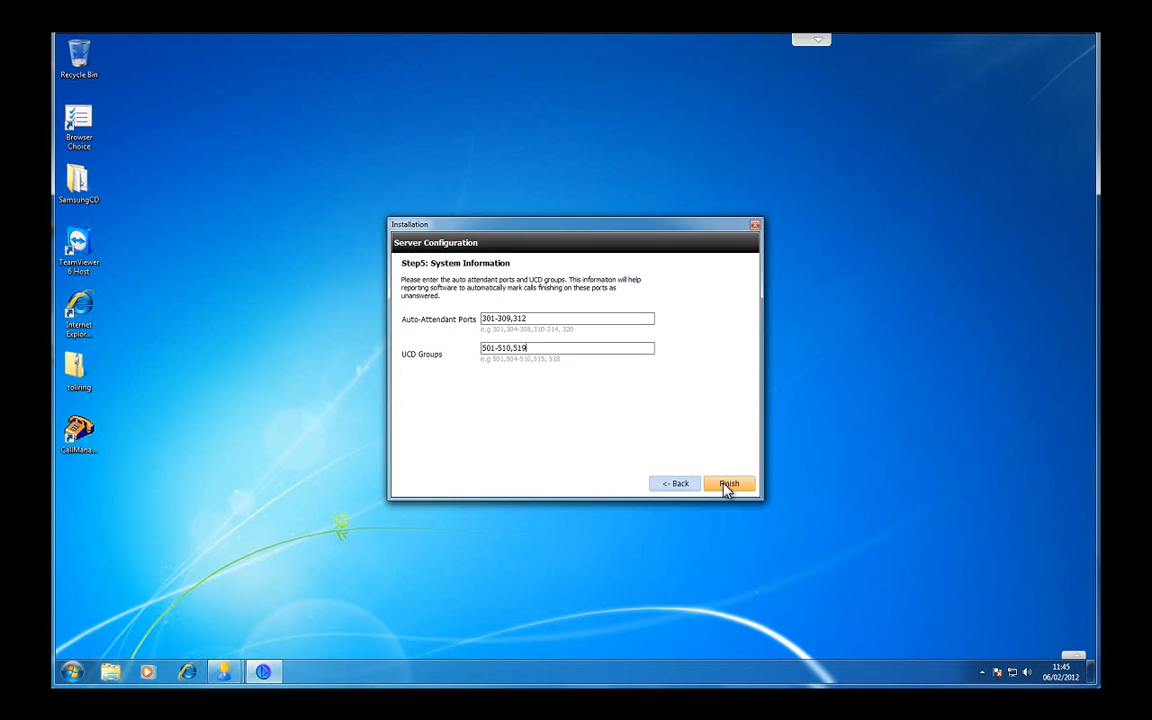 Recycle Bin
Browser
Choice
SamsungCD
TeamViewer
6 Host
Internet
Explor...
tollring
CallMana...
Installation
Server Configuration
Step5: System Information
Please enter the auto attendant ports and UCD groups. This information will help
reporting software to automatically mark calls finishing on these ports as
unanswered.
Auto-Attendant Ports
301-309,312
e.g 301,304-308,310-314, 320
UCD Groups
501-510,519
e.g 501,504-510,515, 518
<- Back
Finish
11:45
06/02/2012